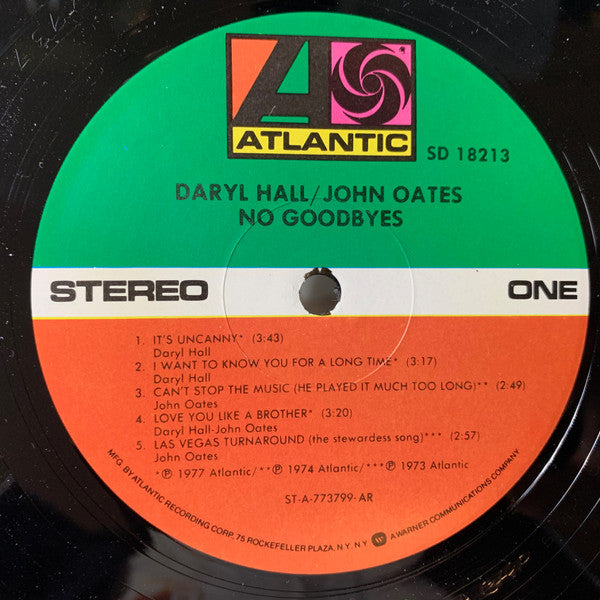 ATLANTIC
SD 18213
DARYL HALL/JOHN OATES
NO GOODBYES
STEREO
ONE
1. IT'S UNCANNY* (3:43)
Daryl Hall
2. I WANT TO KNOW YOU FOR A LONG TIME* (3:17)
Daryl Hall
3. CAN'T STOP THE MUSIC (HE PLAYED IT MUCH TOO LONG)** (2:49)
John Oates
4. LOVE YOU LIKE A BROTHER* (3:20)
Daryl Hall-John Oates
5. LAS VEGAS TURNAROUND (the stewardess song)*** (2:57)
John Oates
*℗ 1977 Atlantic/**℗ 1974 Atlantic/***℗ 1973 Atlantic
ST-A-773799-AR
MFG. BY ATLANTIC RECORDING CORP. 75 ROCKEFELLER PLAZA. N.Y. N.Y. A WARNER COMMUNICATIONS COMPANY